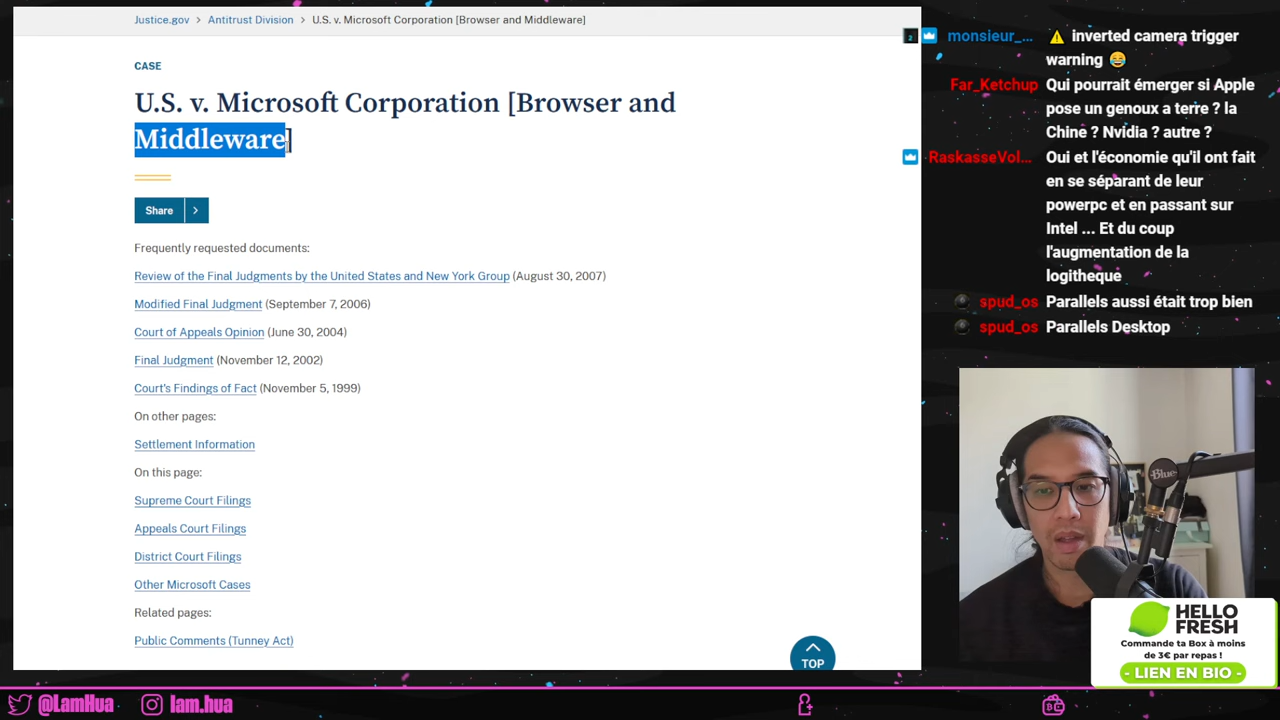 Justice.gov > Antitrust Division > U.S. v. Microsoft Corporation [Browser and Middleware]
CASE
U.S. v. Microsoft Corporation [Browser and
Middleware]
Share >
Frequently requested documents:
Review of the Final Judgments by the United States and New York Group (August 30, 2007)
Modified Final Judgment (September 7, 2006)
Court of Appeals Opinion (June 30, 2004)
Final Judgment (November 12, 2002)
Court's Findings of Fact (November 5, 1999)
On other pages:
Settlement Information
On this page:
Supreme Court Filings
Appeals Court Filings
District Court Filings
Other Microsoft Cases
Related pages:
Public Comments (Tunney Act)
TOP
2 monsieur_... ⚠️ inverted camera trigger
warning 😂
Far_Ketchup Qui pourrait émerger si Apple
pose un genoux a terre ? la
Chine ? Nvidia ? autre ?
RaskasseVol... Oui et l'économie qu'il ont fait
en se séparant de leur
powerpc et en passant sur
Intel ... Et du coup
l'augmentation de la
logitheque
spud_os Parallels aussi était trop bien
spud_os Parallels Desktop
Blue
HELLO
FRESH
Commande ta Box à moins
de 3€ par repas !
- LIEN EN BIO -
@LamHua lam.hua